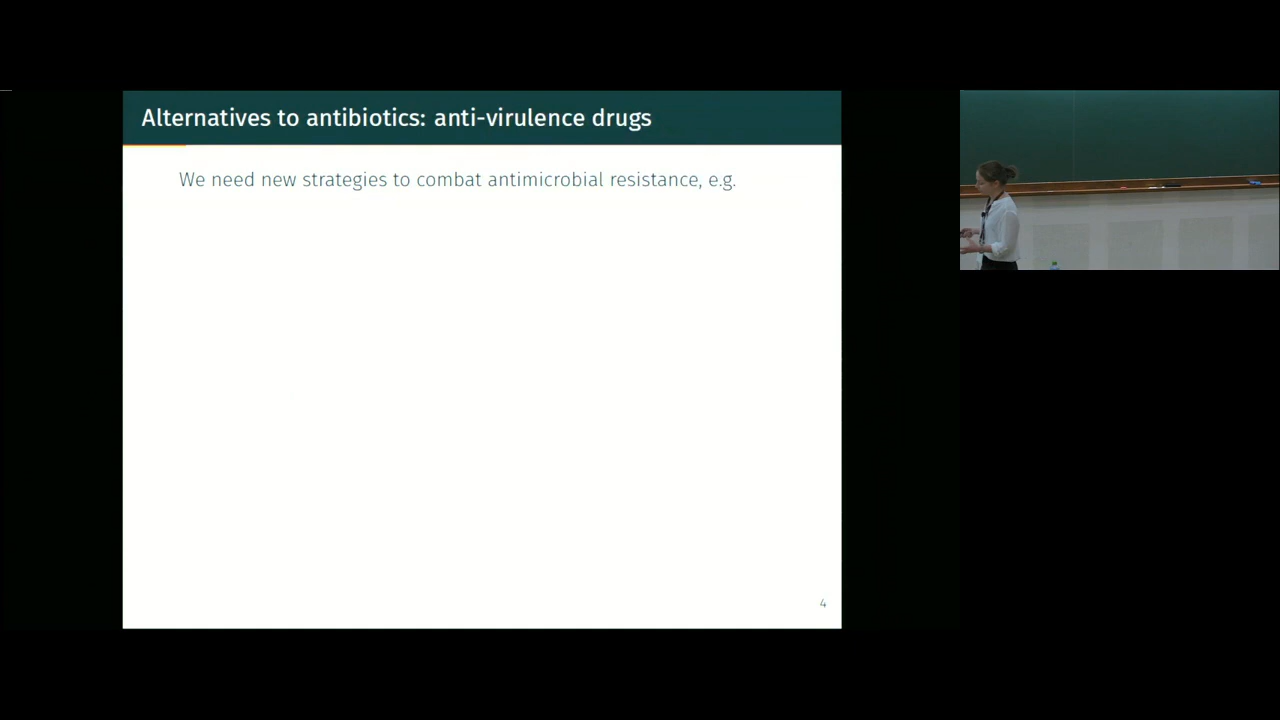 Alternatives to antibiotics: anti-virulence drugs
We need new strategies to combat antimicrobial resistance, e.g.
4